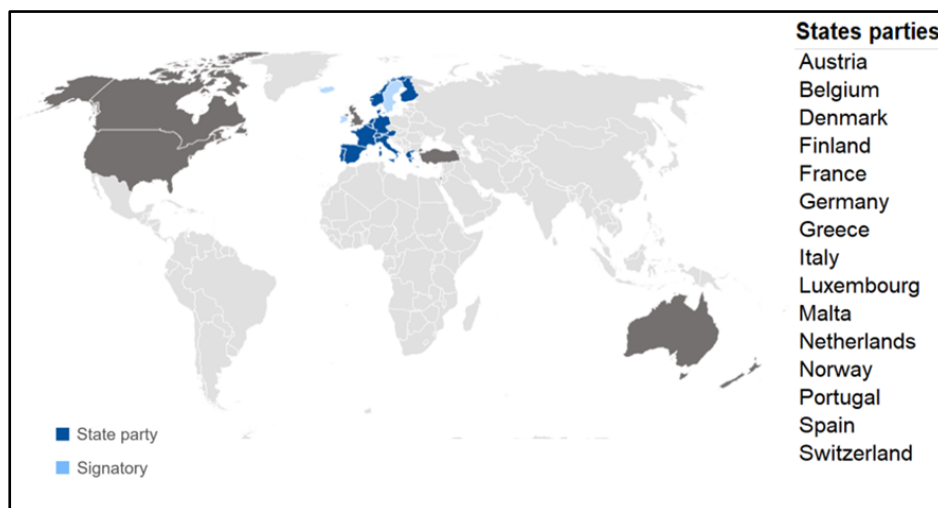 States parties
Austria
Belgium
Denmark
Finland
France
Germany
Greece
Italy
Luxembourg
Malta
Netherlands
Norway
Portugal
Spain
Switzerland
State party
Signatory